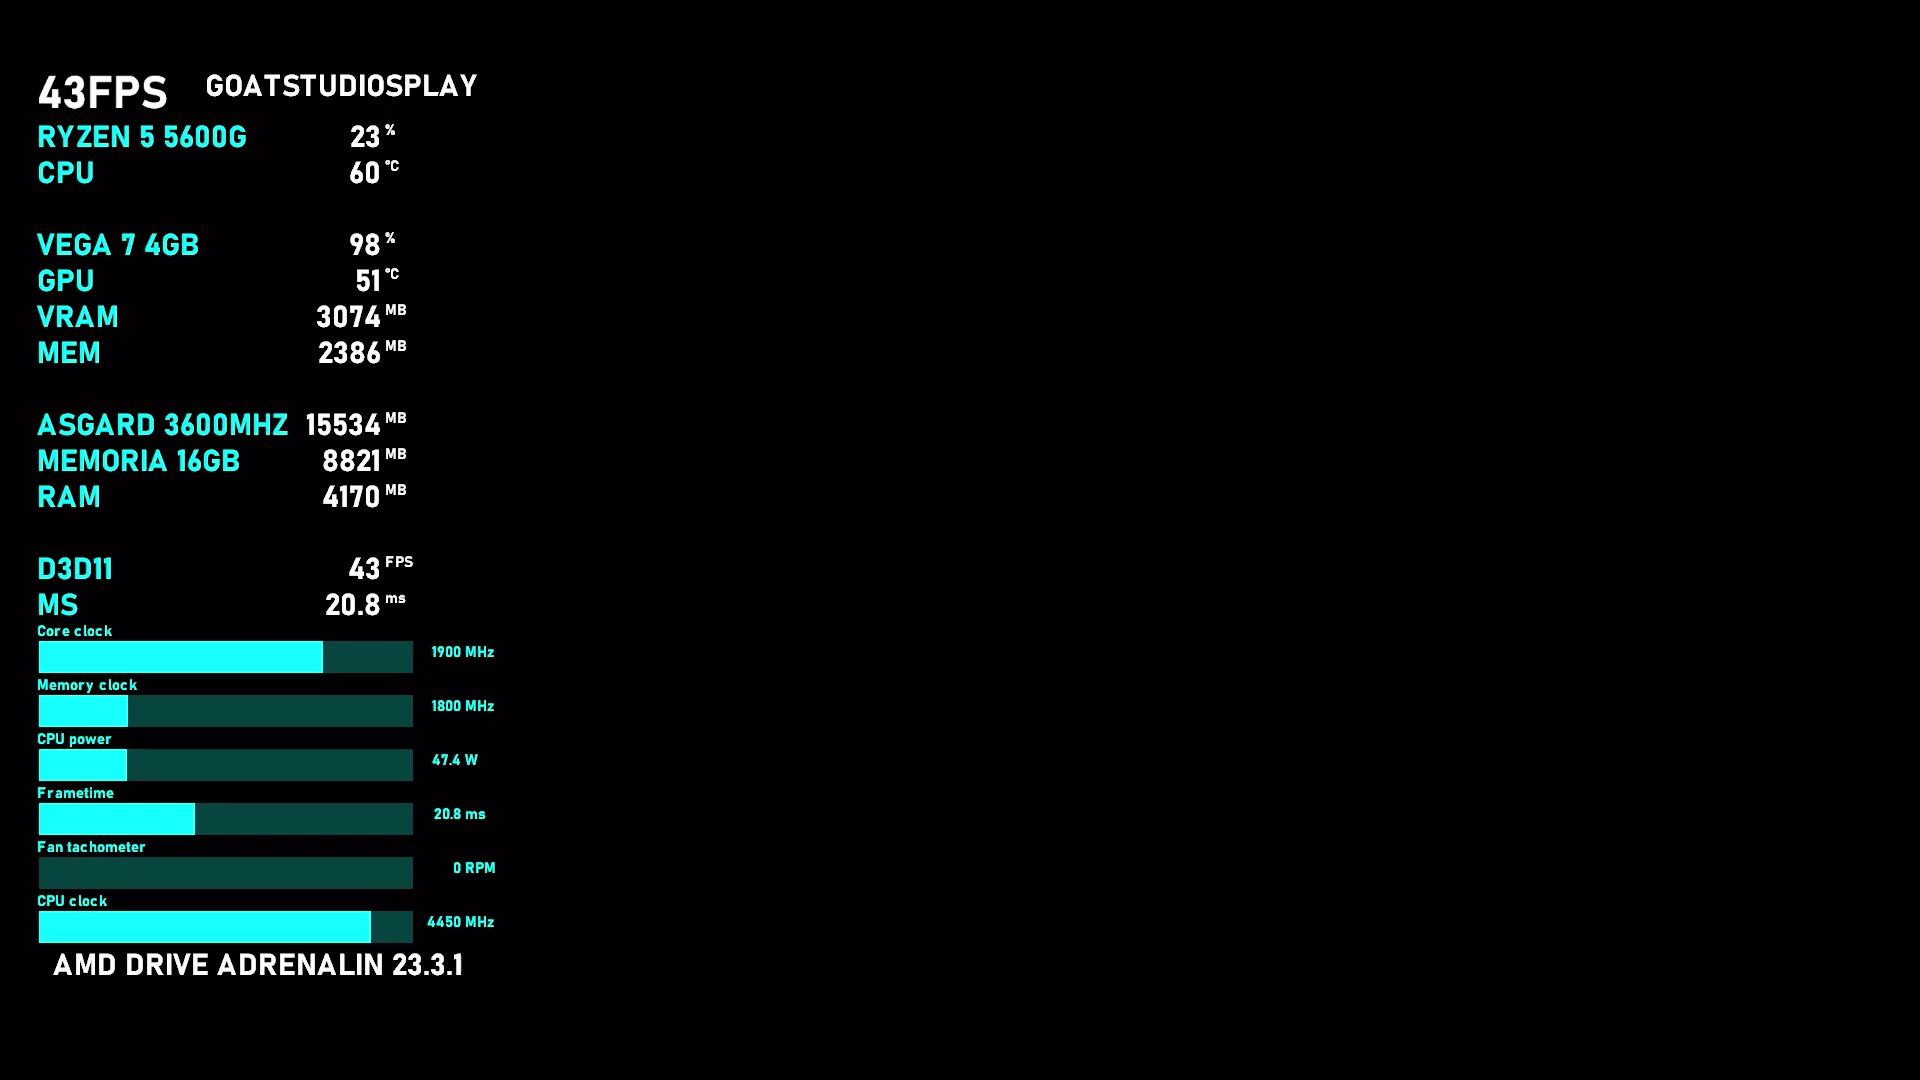 43FPS GOATSTUDIOSPLAY
RYZEN 5 5600G 23 %
CPU 60 °C
VEGA 7 4GB 98 %
GPU 51 °C
VRAM 3074 MB
MEM 2386 MB
ASGARD 3600MHZ 15534 MB
MEMORIA 16GB 8821 MB
RAM 4170 MB
D3D11 43 FPS
MS 20.8 ms
Core clock
1900 MHz
Memory clock
1800 MHz
CPU power
47.4 W
Frametime
20.8 ms
Fan tachometer
0 RPM
CPU clock
4450 MHz
AMD DRIVE ADRENALIN 23.3.1